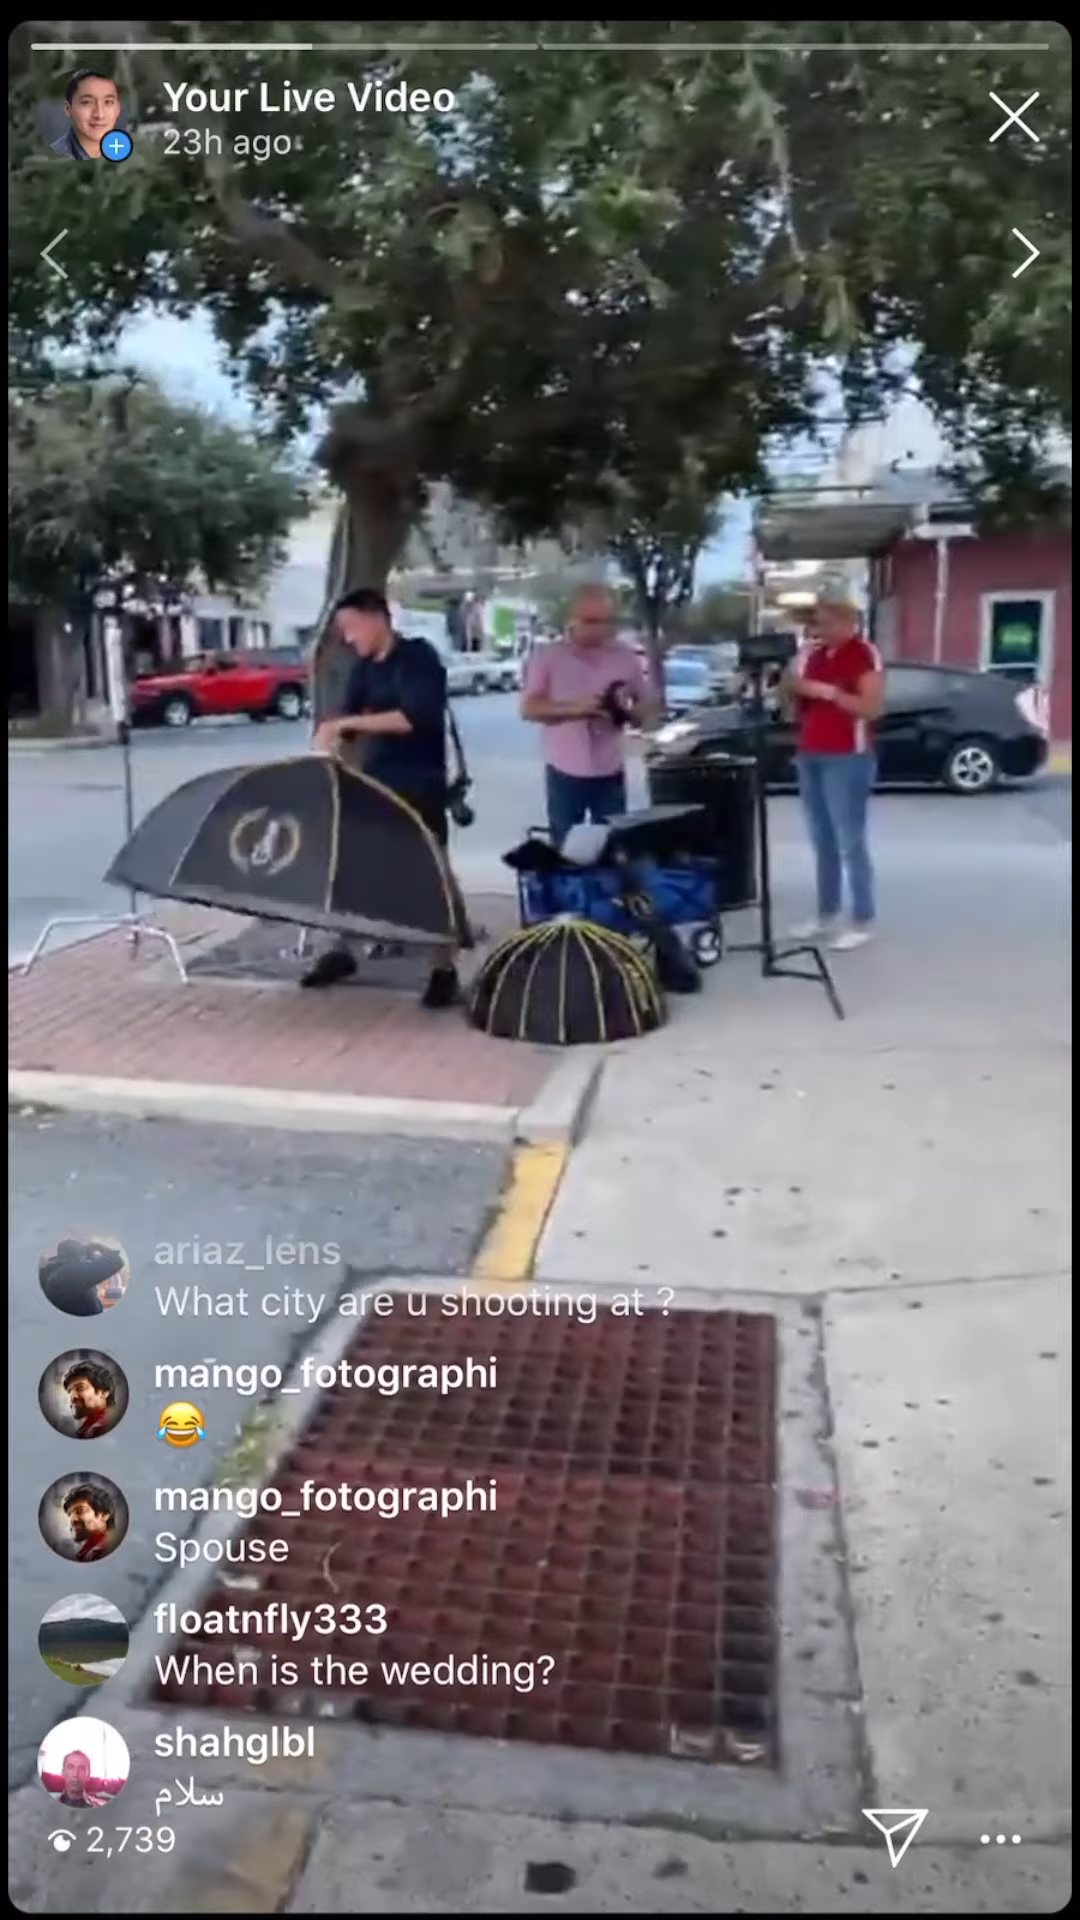 Your Live Video
23h ago
ariaz_lens
What city are u shooting at ?
mango_fotographi
😂
mango_fotographi
Spouse
floatnfly333
When is the wedding?
shahglbl
سلام
2,739